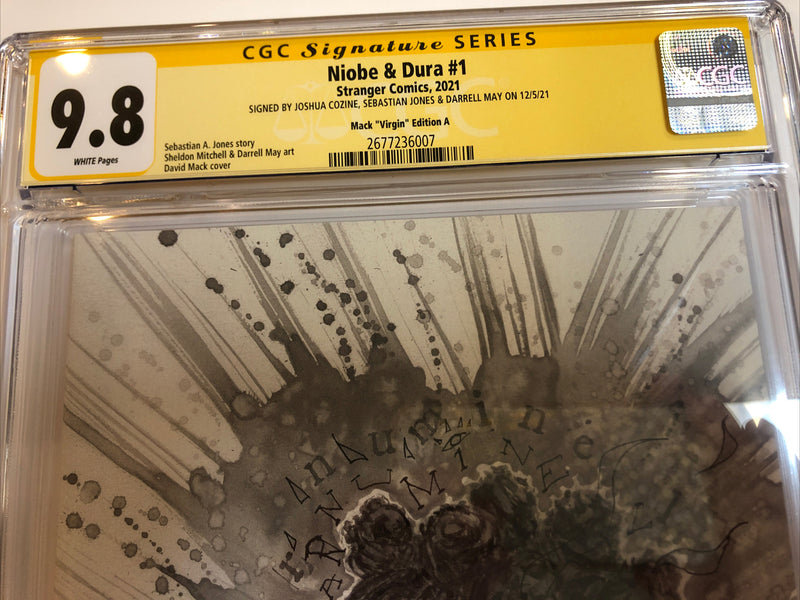 CGC Signature SERIES
Niobe & Dura #1
Stranger Comics, 2021
SIGNED BY JOSHUA COZINE, SEBASTIAN JONES & DARRELL MAY ON 12/5/21
Mack "Virgin" Edition A
9.8
WHITE Pages
Sebastian A. Jones story
Sheldon Mitchell & Darrell May art
David Mack cover
2677236007
CGC